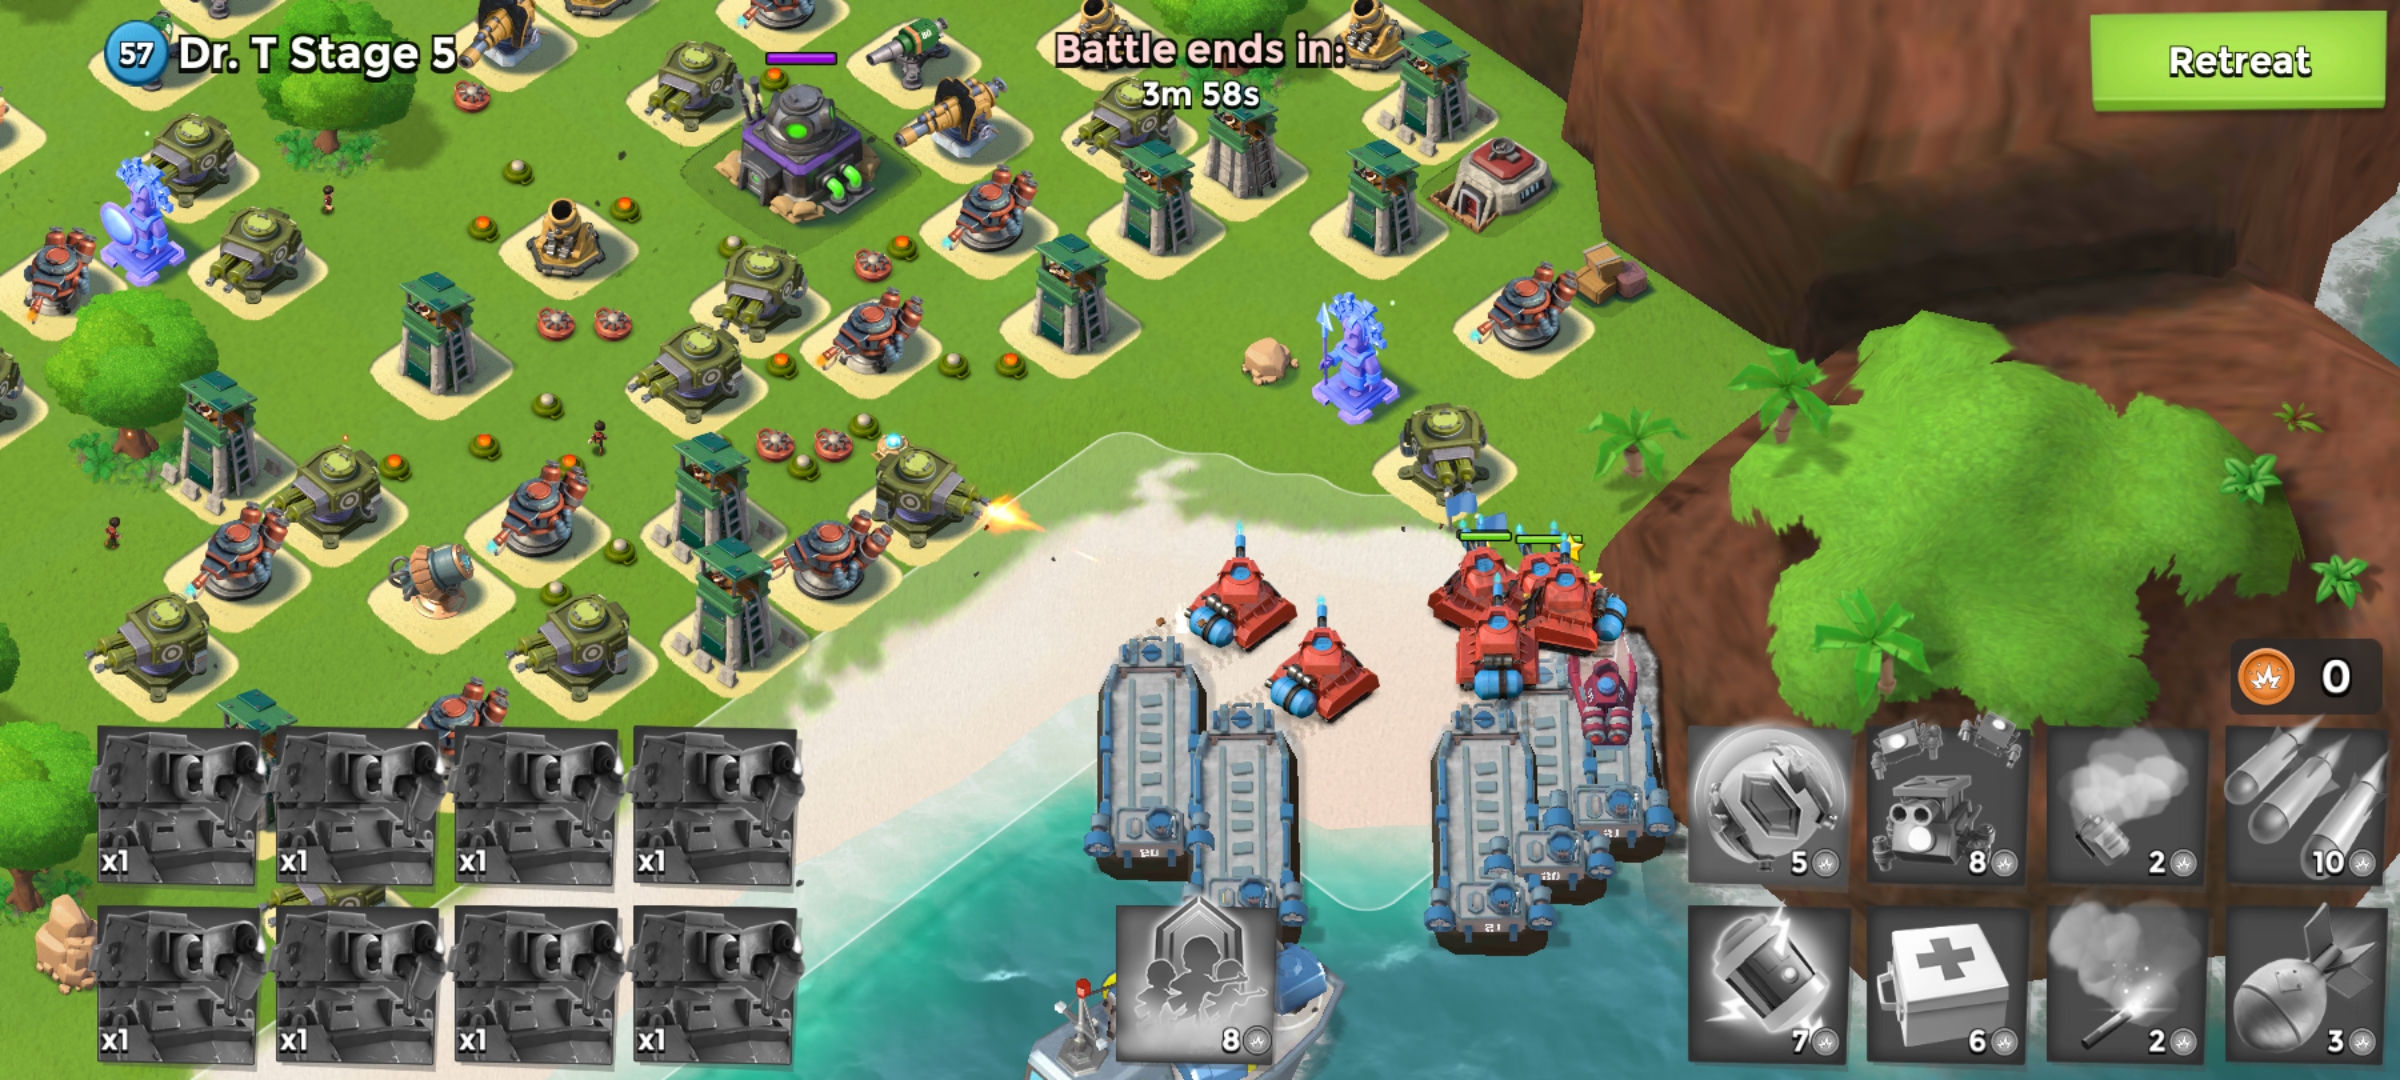 57 Dr. T Stage 5
Battle ends in:
3m 58s
Retreat
0
x1 x1 x1 x1
5 8 2 10
x1 x1 x1 x1
8
7 6 2 3